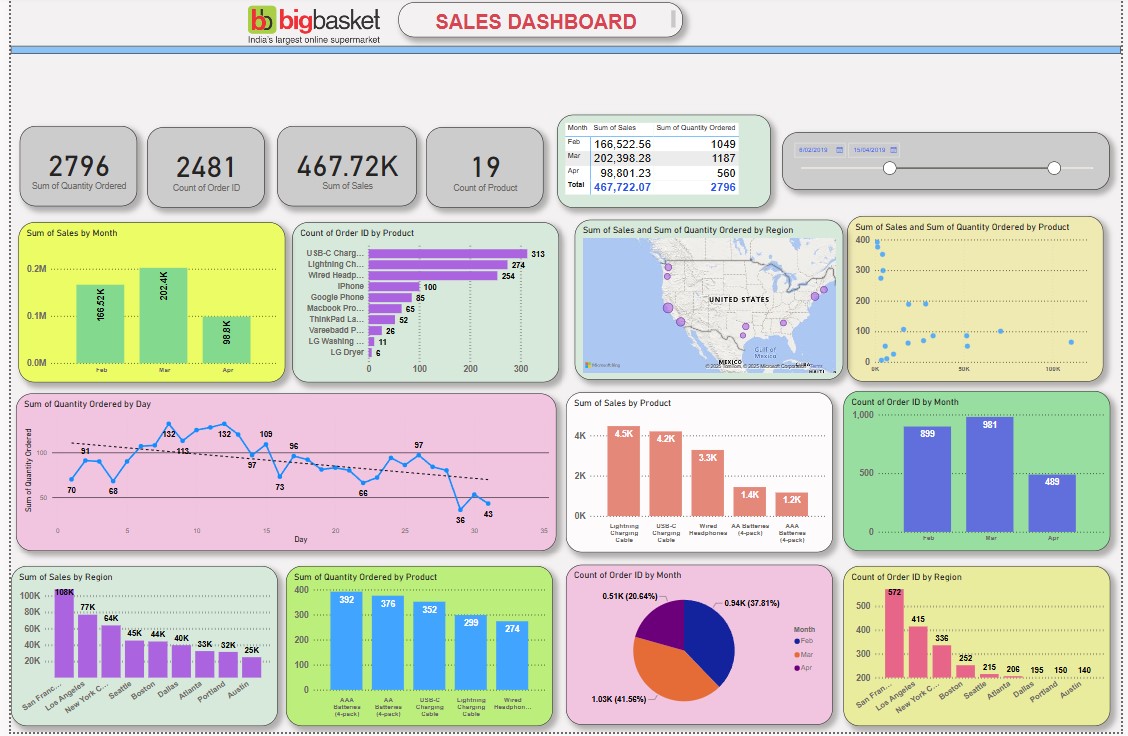 bb bigbasket
India's largest online supermarket
SALES DASHBOARD
2796
Sum of Quantity Ordered
2481
Count of Order ID
467.72K
Sum of Sales
19
Count of Product
Month Sum of Sales Sum of Quantity Ordered
Feb 166,522.56 1049
Mar 202,398.28 1187
Apr 98,801.23 560
Total 467,722.07 2796
6/02/2019 15/04/2019
Sum of Sales by Month
0.2M
0.1M
0.0M
166.52K
202.4K
98.8K
Feb Mar Apr
Count of Order ID by Product
USB-C Charg... 313
Lightning Ch... 274
Wired Headp... 254
iPhone 100
Google Phone 85
Macbook Pro... 65
ThinkPad La... 52
Vareebadd P... 26
LG Washing ... 11
LG Dryer 6
0 100 200 300
Sum of Sales and Sum of Quantity Ordered by Region
UNITED STATES
MEXICO
Gulf of
Mexico
Microsoft Bing
© 2025 TomTom, © 2025 Microsoft Corporation Terms
Sum of Sales and Sum of Quantity Ordered by Product
400
300
200
100
0
0K 50K 100K
Sum of Quantity Ordered by Day
Sum of Quantity Ordered
100
50
70 91 68 132 113 132 97 109 73 96 66 97 36 43
0 5 10 15 20 25 30 35
Day
Sum of Sales by Product
4K
2K
0K
4.5K 4.2K 3.3K 1.4K 1.2K
Lightning USB-C Wired AA Batteries AAA
Charging Charging Headphones (4-pack) Batteries
Cable Cable (4-pack)
Count of Order ID by Month
1,000
500
0
899 981 489
Feb Mar Apr
Sum of Sales by Region
100K
80K
60K
40K
20K
108K 77K 64K 45K 44K 40K 33K 32K 25K
San Franc... Los Angeles New York C... Seattle Boston Dallas Atlanta Portland Austin
Sum of Quantity Ordered by Product
400
300
200
100
0
392 376 352 299 274
AAA AA USB-C Lightning Wired
Batteries Batteries Charging Charging Headphon...
(4-pack) (4-pack) Cable Cable
Count of Order ID by Month
0.51K (20.64%)
0.94K (37.81%)
1.03K (41.56%)
Month
Feb
Mar
Apr
Count of Order ID by Region
500
400
300
200
572 415 336 252 215 206 195 150 140
San Fran... Los Angeles New York C... Boston Seattle Atlanta Dallas Portland Austin